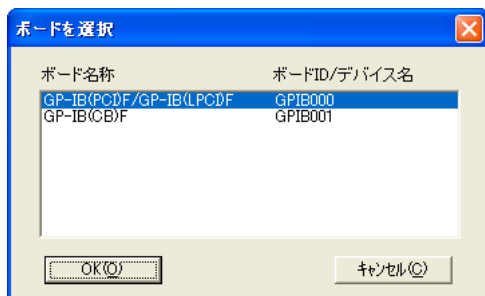 ボードを選択
ボード名称 ボードID/デバイス名
GP-IB(PCI)F/GP-IB(LPCI)F GPIB000
GP-IB(CB)F GPIB001
OK(O) キャンセル(C)